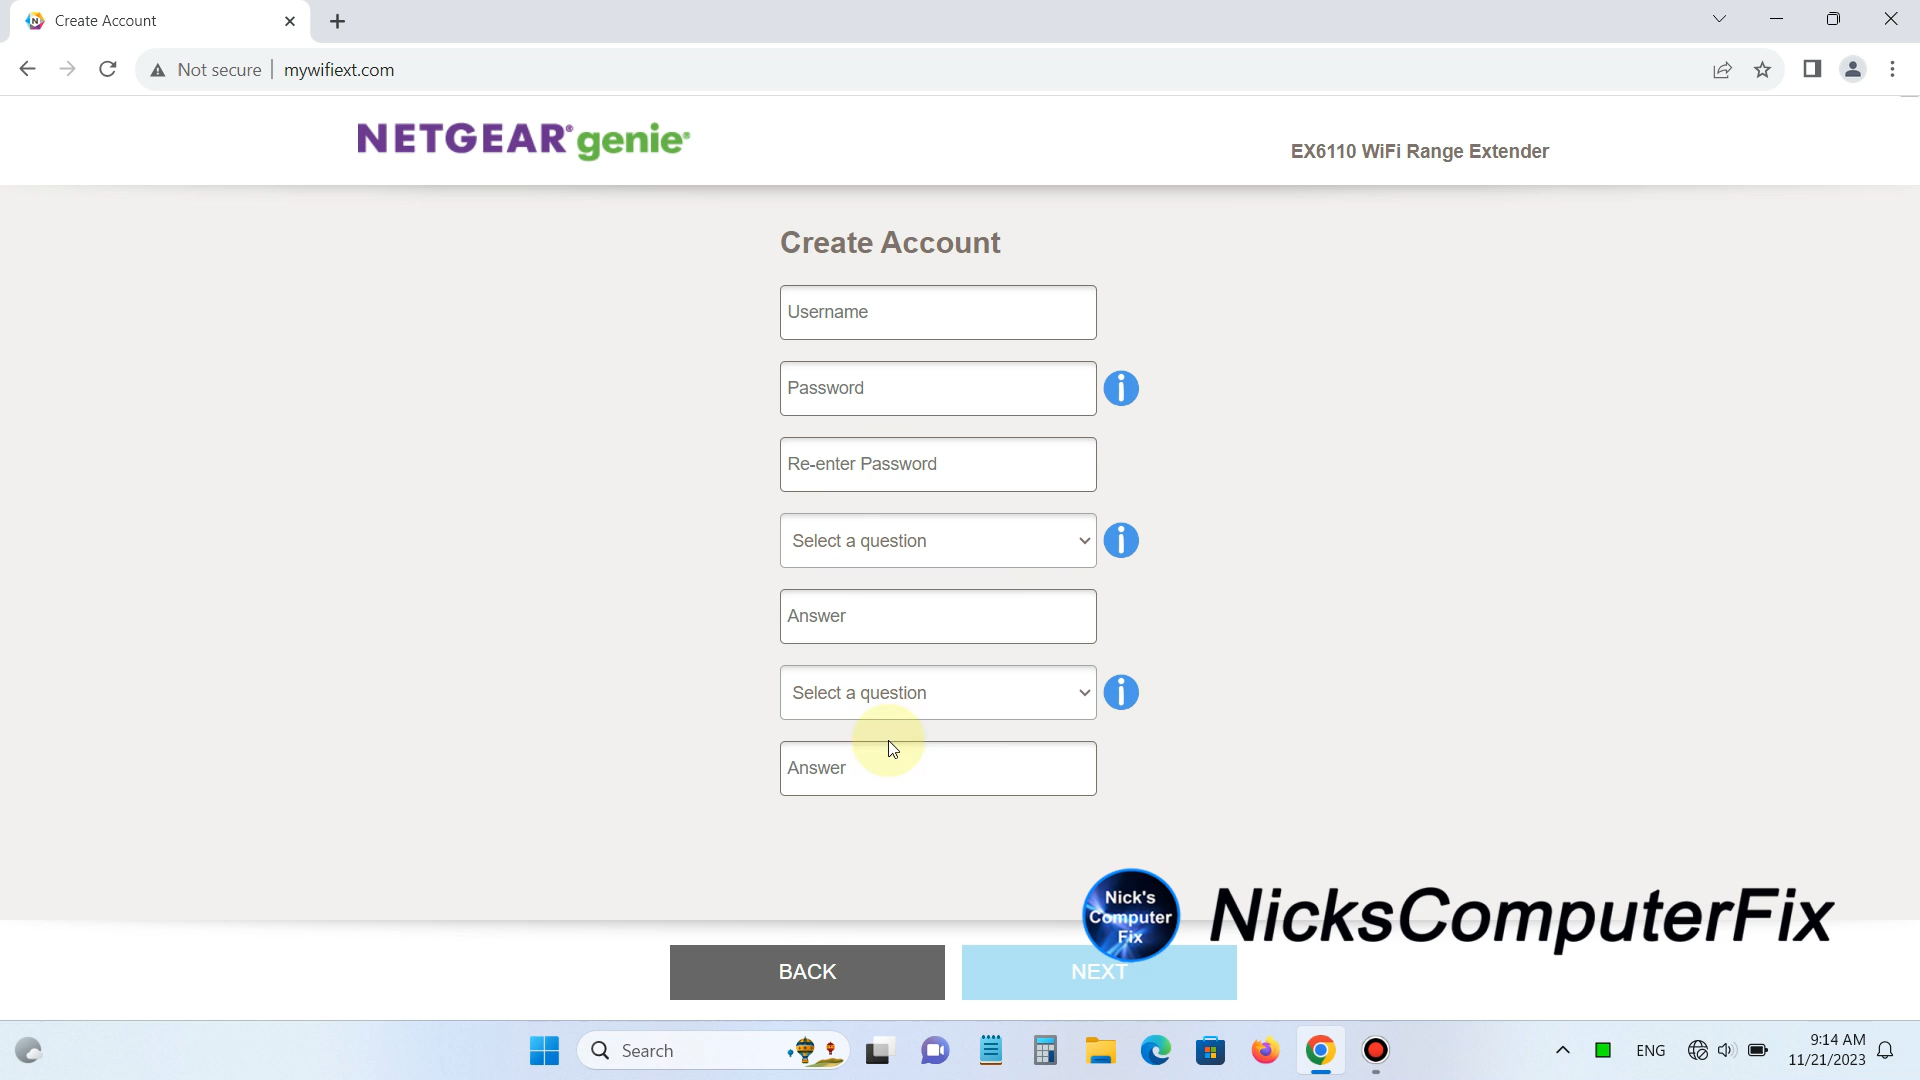 Create Account
Not secure
mywifiext.com
NETGEAR® genie®
EX6110 WiFi Range Extender
Create Account
Username
Password
Re-enter Password
Select a question
Answer
Select a question
Answer
Nick's
Computer
Fix
NicksComputerFix
BACK
NEXT
Search
ENG
9:14 AM
11/21/2023